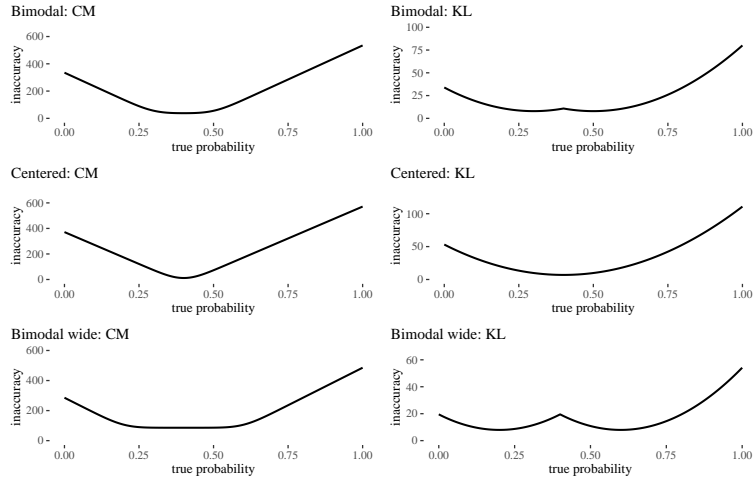 Bimodal: CM
inaccuracy
600
400
200
0
0.00 0.25 0.50 0.75 1.00
true probability
Bimodal: KL
inaccuracy
100
75
50
25
0
0.00 0.25 0.50 0.75 1.00
true probability
Centered: CM
inaccuracy
600
400
200
0
0.00 0.25 0.50 0.75 1.00
true probability
Centered: KL
inaccuracy
100
50
0
0.00 0.25 0.50 0.75 1.00
true probability
Bimodal wide: CM
inaccuracy
600
400
200
0
0.00 0.25 0.50 0.75 1.00
true probability
Bimodal wide: KL
inaccuracy
60
40
20
0
0.00 0.25 0.50 0.75 1.00
true probability